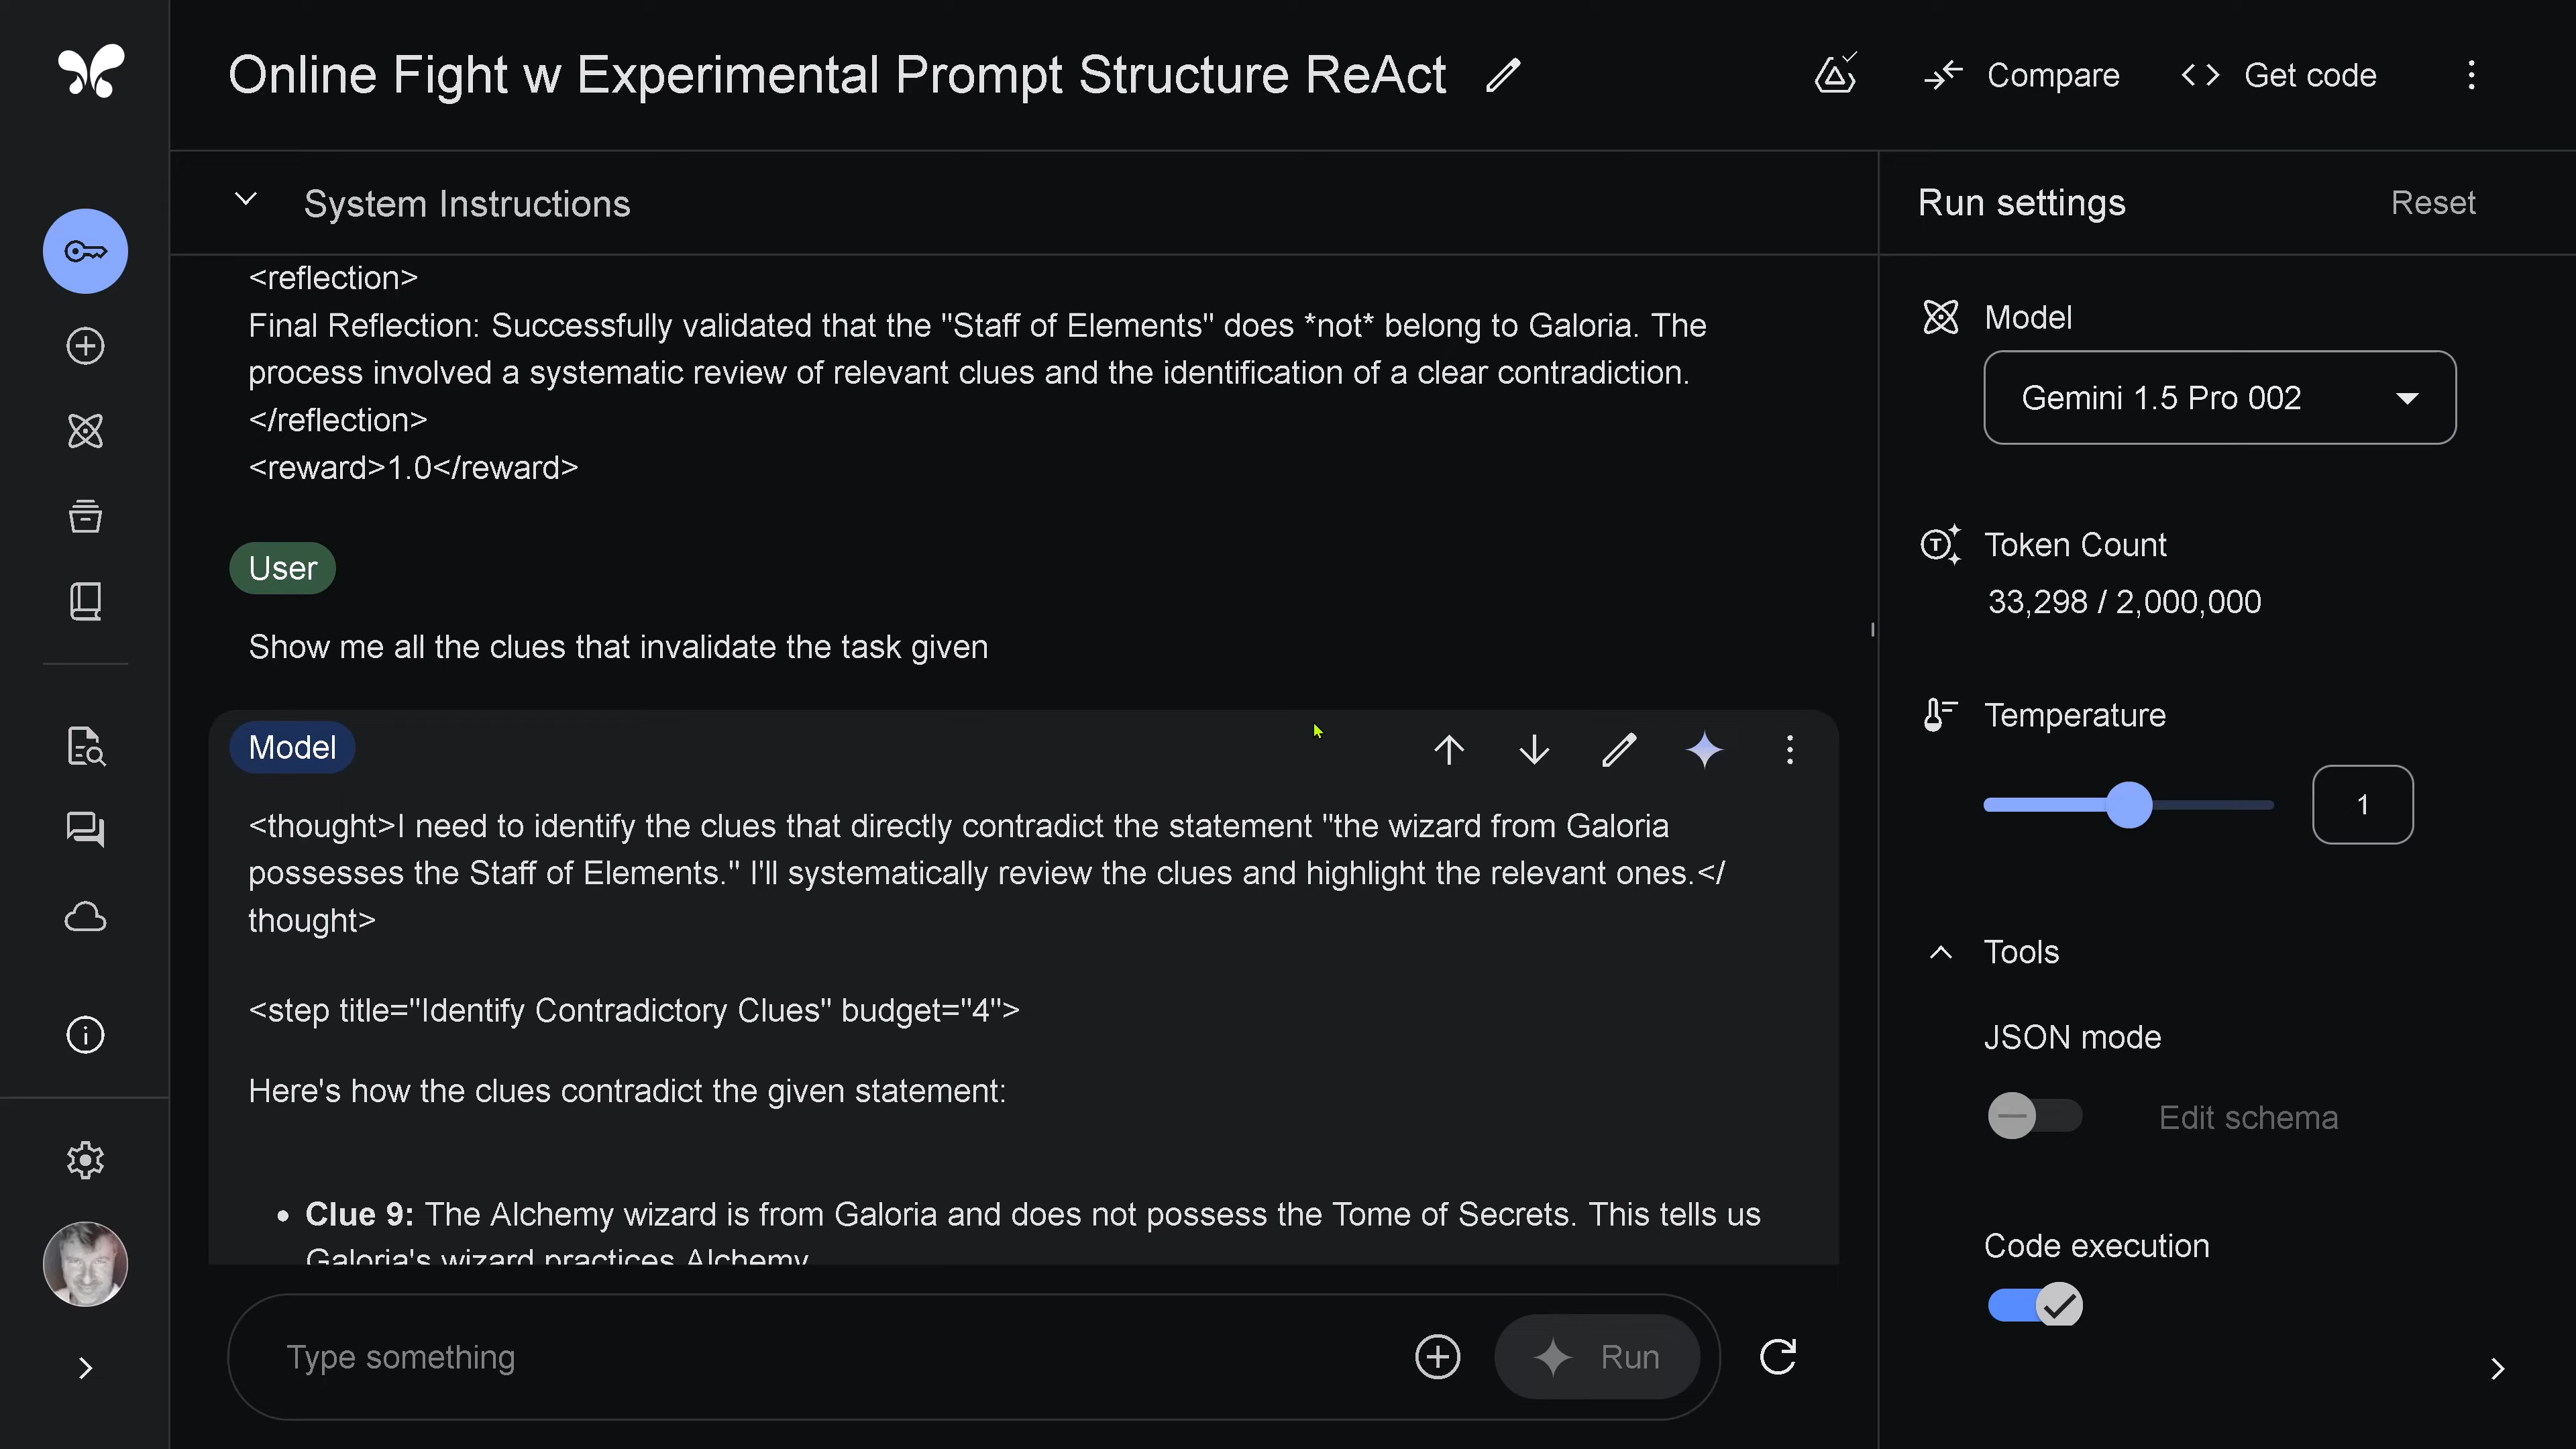 Online Fight w Experimental Prompt Structure ReAct
Compare
Get code
System Instructions
<reflection>
Final Reflection: Successfully validated that the "Staff of Elements" does *not* belong to Galoria. The
process involved a systematic review of relevant clues and the identification of a clear contradiction.
</reflection>
<reward>1.0</reward>
User
Show me all the clues that invalidate the task given
Model
<thought>I need to identify the clues that directly contradict the statement "the wizard from Galoria
possesses the Staff of Elements." I'll systematically review the clues and highlight the relevant ones.</
thought>
<step title="Identify Contradictory Clues" budget="4">
Here's how the clues contradict the given statement:
• Clue 9: The Alchemy wizard is from Galoria and does not possess the Tome of Secrets. This tells us
Galoria's wizard practices Alchemy
Type something
Run
Run settings
Reset
Model
Gemini 1.5 Pro 002
Token Count
33,298 / 2,000,000
Temperature
1
Tools
JSON mode
Edit schema
Code execution